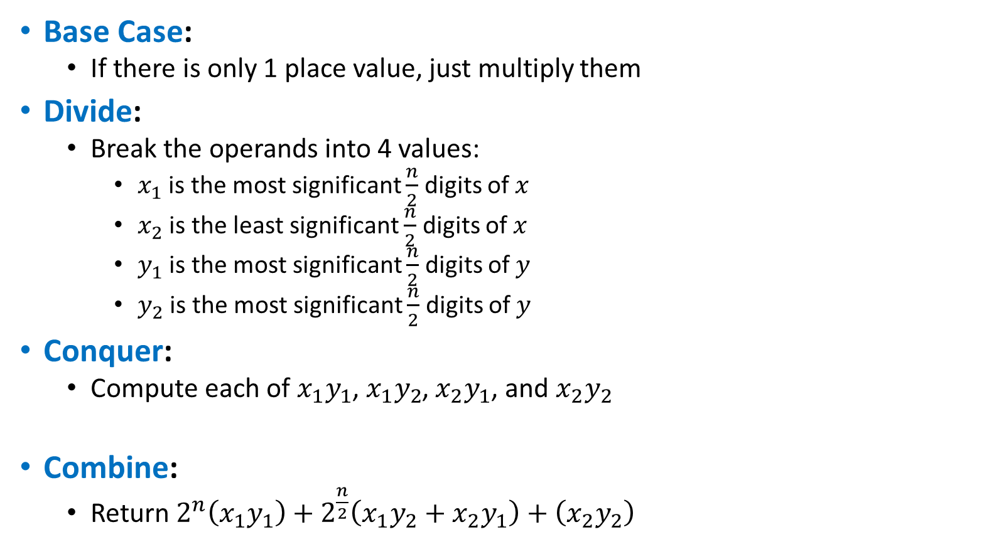 • Base Case:
• If there is only 1 place value, just multiply them
• Divide:
• Break the operands into 4 values:
• $x_1$ is the most significant $\frac{n}{2}$ digits of $x$
• $x_2$ is the least significant $\frac{n}{2}$ digits of $x$
• $y_1$ is the most significant $\frac{n}{2}$ digits of $y$
• $y_2$ is the most significant $\frac{n}{2}$ digits of $y$
• Conquer:
• Compute each of $x_1y_1$, $x_1y_2$, $x_2y_1$, and $x_2y_2$
• Combine:
• Return $2^n(x_1y_1) + 2^{\frac{n}{2}}(x_1y_2 + x_2y_1) + (x_2y_2)$